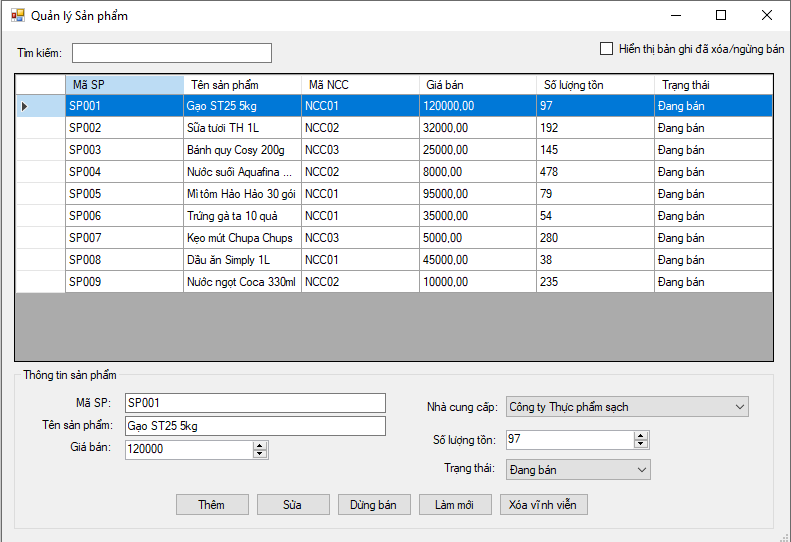 Quản lý Sản phẩm
Tìm kiếm:
Hiển thị bản ghi đã xóa/ngừng bán
Mã SP Tên sản phẩm Mã NCC Giá bán Số lượng tồn Trạng thái
SP001 Gạo ST25 5kg NCC01 120000,00 97 Đang bán
SP002 Sữa tươi TH 1L NCC02 32000,00 192 Đang bán
SP003 Bánh quy Cosy 200g NCC03 25000,00 145 Đang bán
SP004 Nước suối Aquafina ... NCC02 8000,00 478 Đang bán
SP005 Mì tôm Hảo Hảo 30 gói NCC01 95000,00 79 Đang bán
SP006 Trứng gà ta 10 quả NCC01 35000,00 54 Đang bán
SP007 Kẹo mút Chupa Chups NCC03 5000,00 280 Đang bán
SP008 Dầu ăn Simply 1L NCC01 45000,00 38 Đang bán
SP009 Nước ngọt Coca 330ml NCC02 10000,00 235 Đang bán
Thông tin sản phẩm
Mã SP: SP001
Tên sản phẩm: Gạo ST25 5kg
Giá bán: 120000
Nhà cung cấp: Công ty Thực phẩm sạch
Số lượng tồn: 97
Trạng thái: Đang bán
Thêm Sửa Dừng bán Làm mới Xóa vĩnh viễn